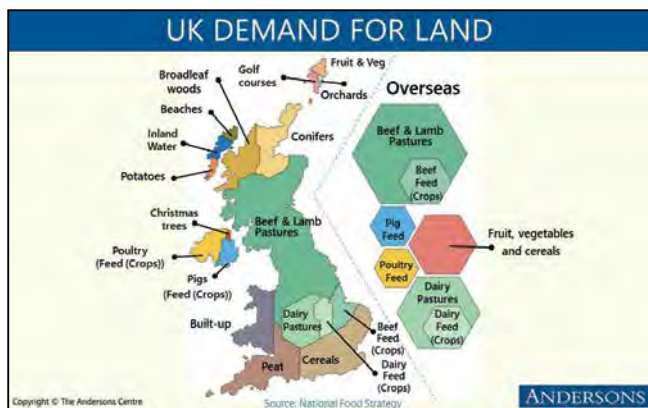 UK DEMAND FOR LAND
Fruit & Veg
Golf
courses
Orchards
Broadleaf
woods
Beaches
Inland
Water
Potatoes
Conifers
Christmas
trees
Beef & Lamb
Pastures
Poultry
(Feed (Crops))
Pigs
(Feed (Crops))
Built-up
Dairy
Pastures
Beef
Feed
(Crops)
Dairy
Feed
(Crops)
Peat
Cereals
Overseas
Beef & Lamb
Pastures
Beef
Feed
(Crops)
Pig
Feed
Poultry
Feed
Fruit, vegetables
and cereals
Dairy
Pastures
Dairy
Feed
(Crops)
Copyright © The Andersons Centre
Source: National Food Strategy
ANDERSONS